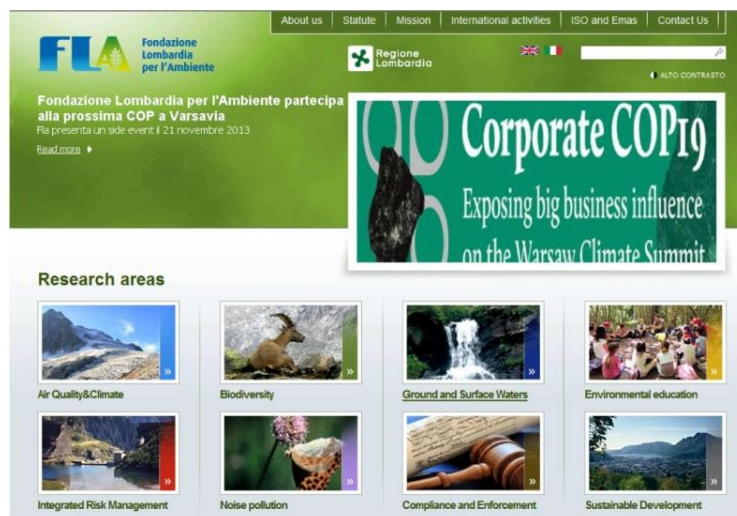 About us
Statute
Mission
International activities
ISO and Emas
Contact Us
FLA
Fondazione
Lombardia
per l'Ambiente
Regione
Lombardia
ALTO CONTRASTO
Fondazione Lombardia per l'Ambiente partecipa
alla prossima COP a Varsavia
Fla presenta un side event il 21 novembre 2013
Read more
Corporate COP19
Exposing big business influence
on the Warsaw Climate Summit
Research areas
Air Quality&Climate
Biodiversity
Ground and Surface Waters
Environmental education
Integrated Risk Management
Noise pollution
Compliance and Enforcement
Sustainable Development